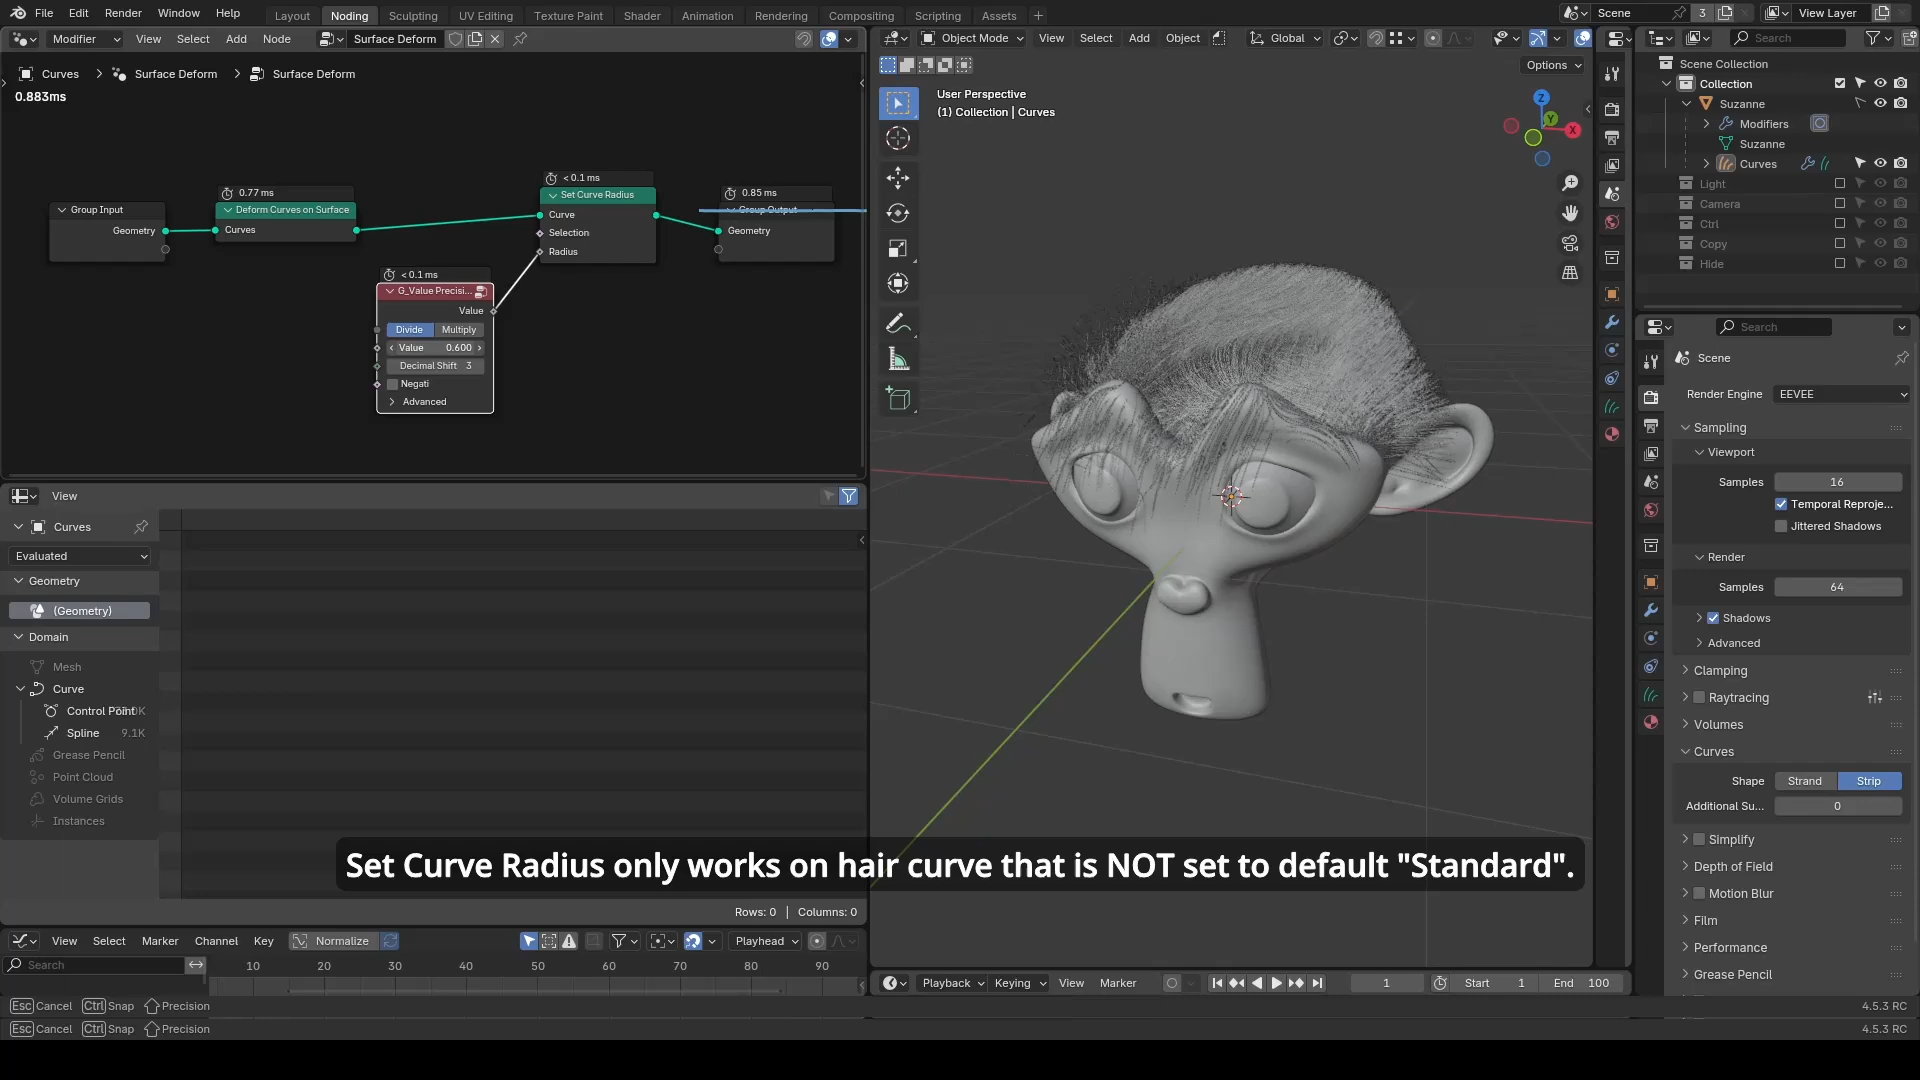 File Edit Render Window Help
Layout Noding Sculpting UV Editing Texture Paint Shader Animation Rendering Compositing Scripting Assets
Scene 3 View Layer
Modifier View Select Add Node Surface Deform
Object Mode View Select Add Object Global
Search
Options
Curves Surface Deform Surface Deform
0.883ms
User Perspective
(1) Collection | Curves
Z
Y
X
Scene Collection
Collection
Suzanne
Modifiers
Suzanne
Curves
Light
Camera
Ctrl
Copy
Hide
< 0.1 ms
Set Curve Radius
Curve
Selection
Radius
0.77 ms
Deform Curves on Surface
Curves
0.85 ms
Group Output
Geometry
Group Input
Geometry
< 0.1 ms
G_Value Precisi...
Value
Divide Multiply
Value 0.600
Decimal Shift 3
Negati
Advanced
Search
Scene
Render Engine EEVEE
Sampling
Viewport
Samples 16
Temporal Reproje...
Jittered Shadows
Render
Samples 64
Shadows
Advanced
Clamping
Raytracing
Volumes
Curves
Shape Strand Strip
Additional Su... 0
Simplify
Depth of Field
Motion Blur
Film
Performance
Grease Pencil
View
Curves
Evaluated
Geometry
(Geometry)
Domain
Mesh
Curve
Control Point
Spline 9.1K
Grease Pencil
Point Cloud
Volume Grids
Instances
Set Curve Radius only works on hair curve that is NOT set to default "Standard".
Rows: 0 | Columns: 0
View Select Marker Channel Key Normalize Playhead
Search
10 20 30 40 50 60 70 80 90
Playback Keying View Marker 1 Start 1 End 100
Esc Cancel Ctrl Snap Precision 4.5.3 RC
Esc Cancel Ctrl Snap Precision 4.5.3 RC